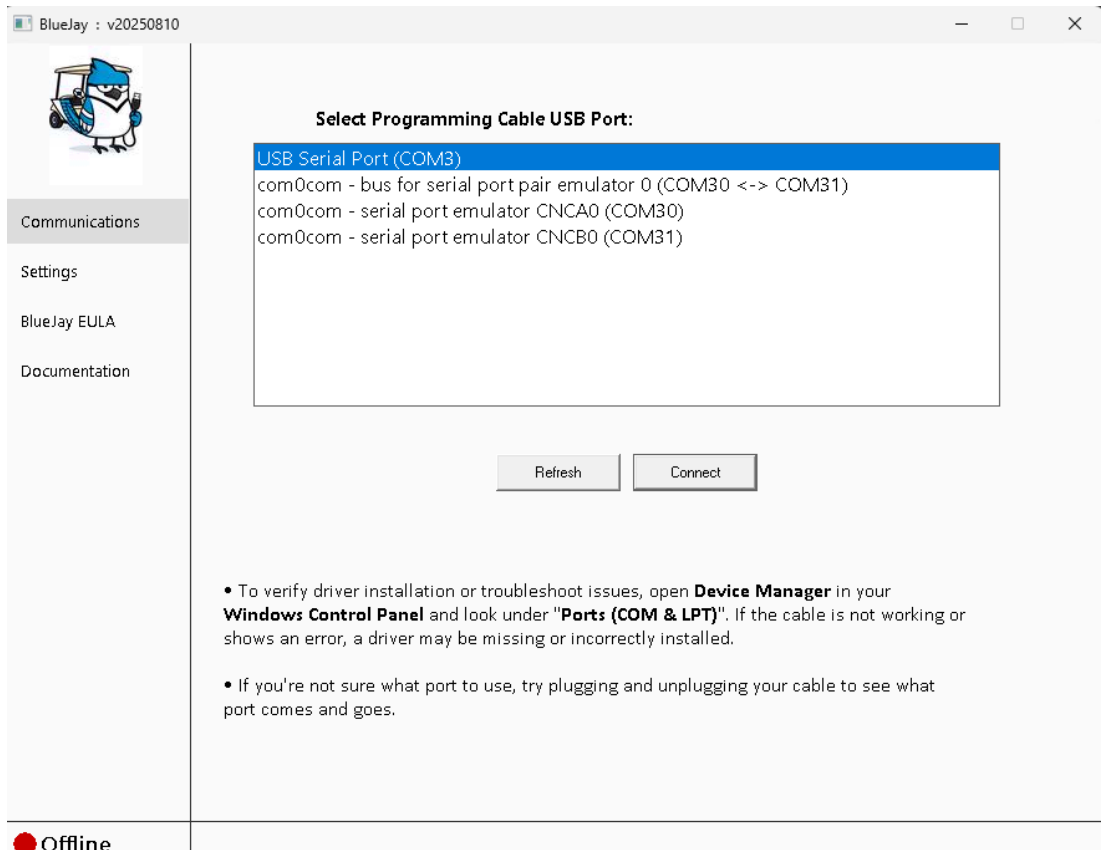 BlueJay : v20250810
Communications
Settings
BlueJay EULA
Documentation
Select Programming Cable USB Port:
USB Serial Port (COM3)
com0com - bus for serial port pair emulator 0 (COM30 <-> COM31)
com0com - serial port emulator CNCA0 (COM30)
com0com - serial port emulator CNCB0 (COM31)
Refresh
Connect
• To verify driver installation or troubleshoot issues, open Device Manager in your
Windows Control Panel and look under "Ports (COM & LPT)". If the cable is not working or
shows an error, a driver may be missing or incorrectly installed.
• If you're not sure what port to use, try plugging and unplugging your cable to see what
port comes and goes.
Offline